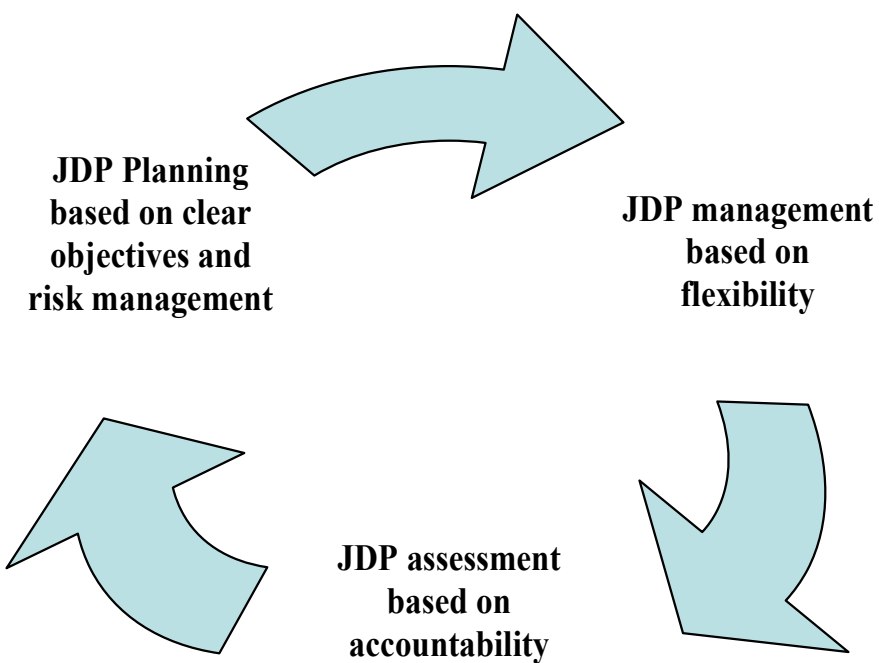 JDP Planning
based on clear
objectives and
risk management
JDP management
based on
flexibility
JDP assessment
based on
accountability